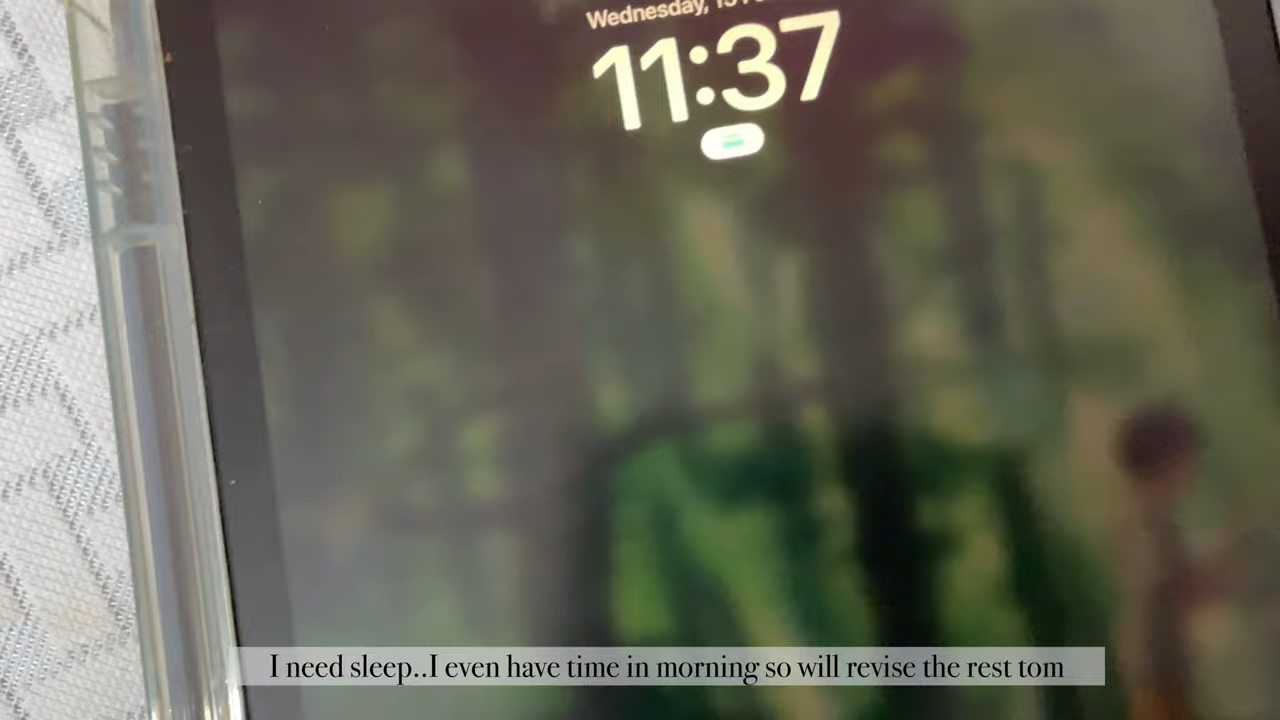 Wednesday,
11:37
I need sleep..I even have time in morning so will revise the rest tom